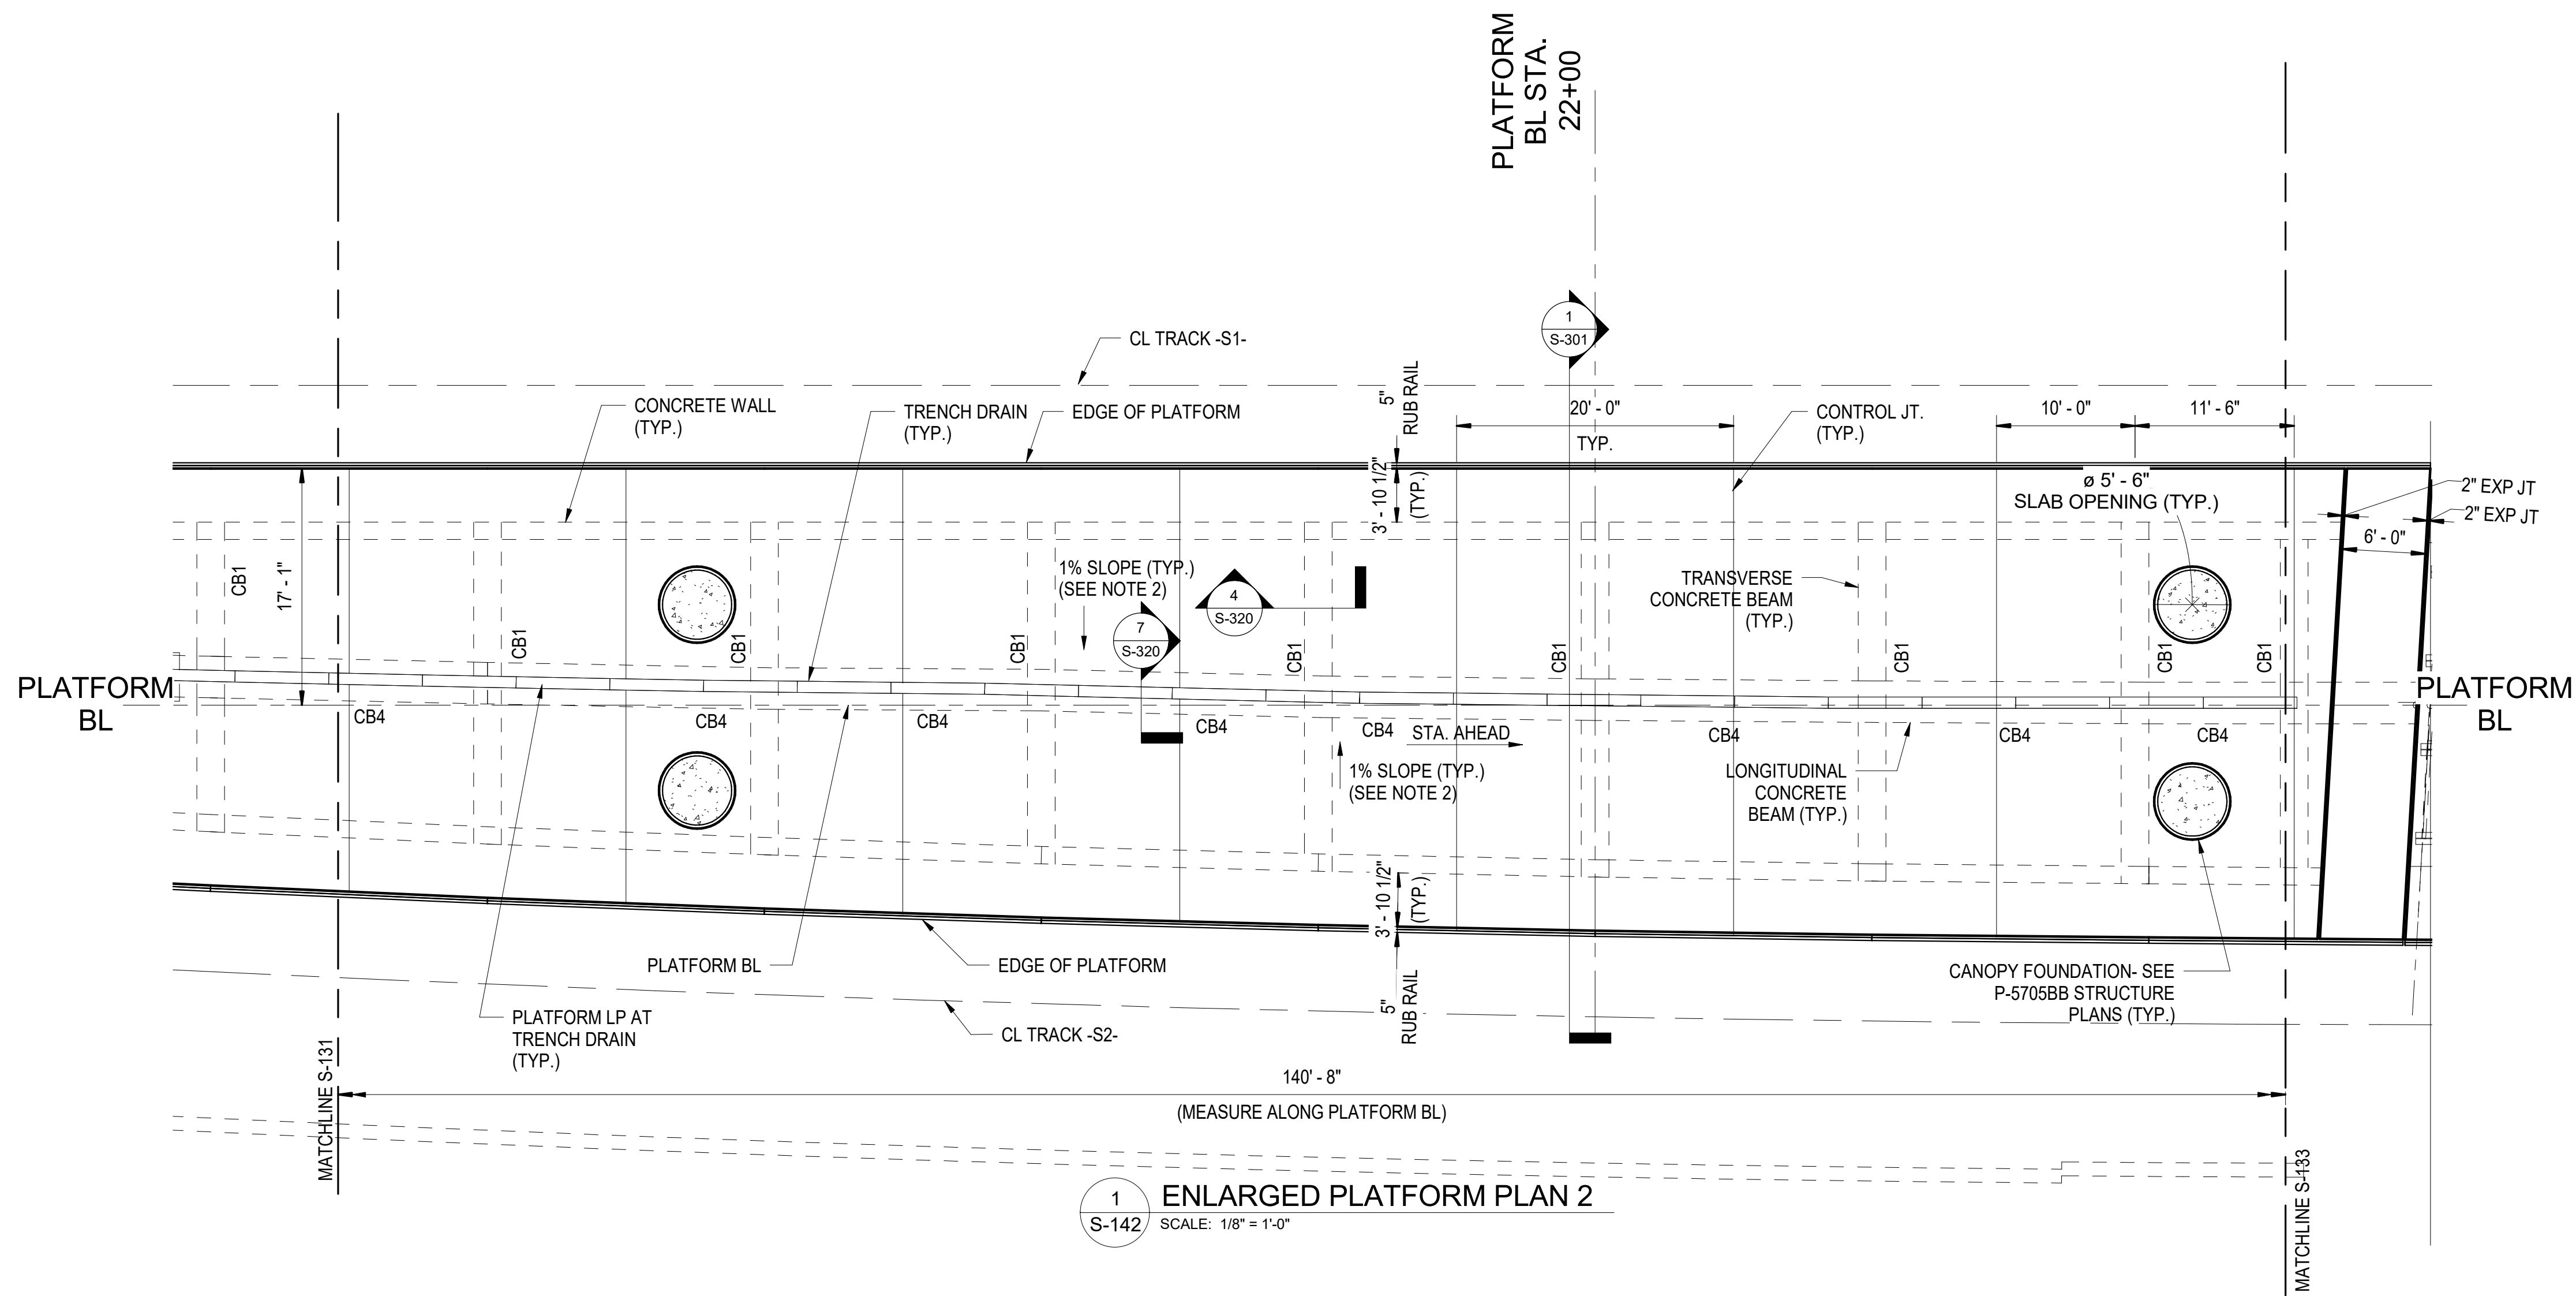 PLATFORM
BL STA.
22+00
1
S-301
CL TRACK -S1-
5"
RUB RAIL
CONCRETE WALL
(TYP.)
TRENCH DRAIN
(TYP.)
EDGE OF PLATFORM
20' - 0"
TYP.
CONTROL JT.
(TYP.)
10' - 0"
11' - 6"
3' - 10 1/2"
(TYP.)
ø 5' - 6"
SLAB OPENING (TYP.)
2" EXP JT
2" EXP JT
6' - 0"
17' - 1"
1% SLOPE (TYP.)
(SEE NOTE 2)
4
S-320
7
S-320
TRANSVERSE
CONCRETE BEAM
(TYP.)
CB1
CB1
CB1
CB1
CB1
CB1
CB1
CB1
CB1
PLATFORM
BL
PLATFORM
BL
CB4
CB4
CB4
CB4
CB4
STA. AHEAD
CB4
CB4
CB4
1% SLOPE (TYP.)
(SEE NOTE 2)
LONGITUDINAL
CONCRETE
BEAM (TYP.)
3' - 10 1/2"
(TYP.)
5"
RUB RAIL
PLATFORM BL
EDGE OF PLATFORM
CANOPY FOUNDATION- SEE
P-5705BB STRUCTURE
PLANS (TYP.)
PLATFORM LP AT
TRENCH DRAIN
(TYP.)
CL TRACK -S2-
MATCHLINE S-131
140' - 8"
(MEASURE ALONG PLATFORM BL)
MATCHLINE S-133
1
S-142
ENLARGED PLATFORM PLAN 2
SCALE: 1/8" = 1'-0"